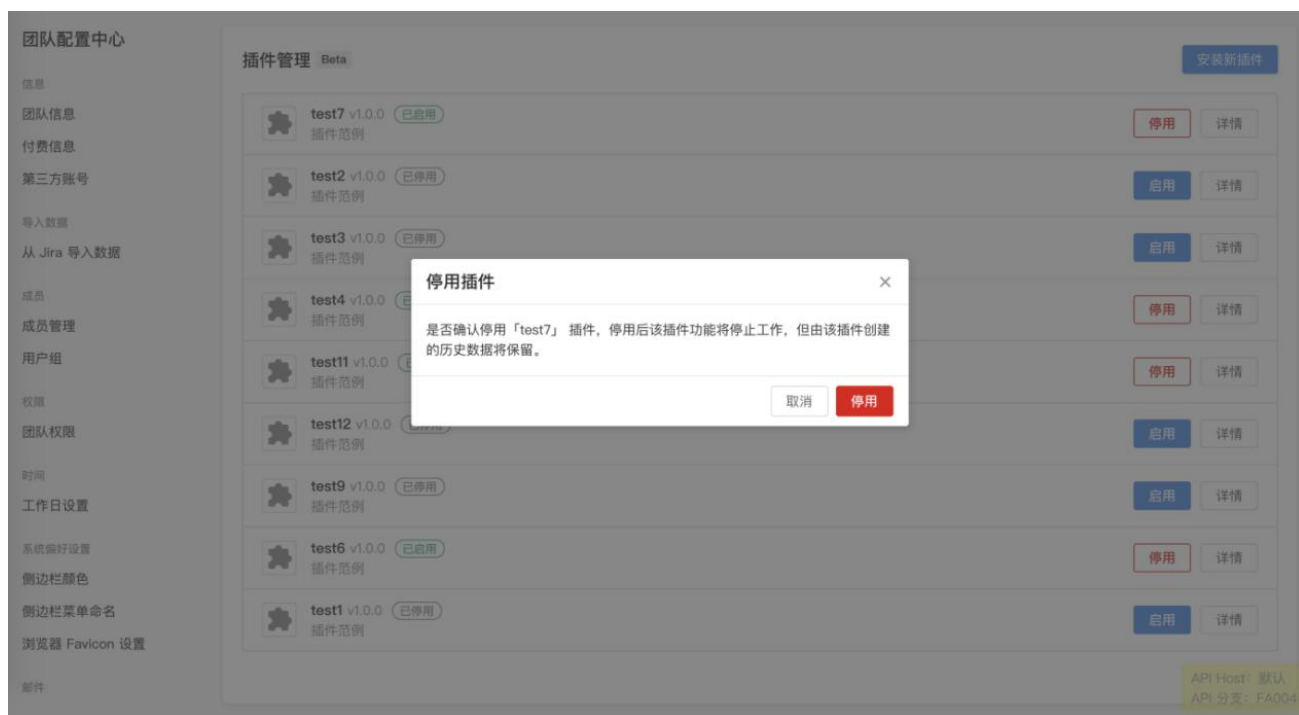 团队配置中心
信息
团队信息
付费信息
第三方账号
导入数据
从 Jira 导入数据
成员
成员管理
用户组
权限
团队权限
时间
工作日设置
系统偏好设置
侧边栏颜色
侧边栏菜单命名
浏览器 Favicon 设置
邮件
插件管理 Beta
安装新插件
test7 v1.0.0 已启用
插件范例
停用 详情
test2 v1.0.0 已停用
插件范例
启用 详情
test3 v1.0.0 已停用
插件范例
启用 详情
test4 v1.0.0
插件范例
停用 详情
test11 v1.0.0
插件范例
停用 详情
test12 v1.0.0
插件范例
启用 详情
test9 v1.0.0 已停用
插件范例
启用 详情
test6 v1.0.0 已启用
插件范例
停用 详情
test1 v1.0.0 已停用
插件范例
启用 详情
停用插件
是否确认停用「test7」 插件，停用后该插件功能将停止工作，但由该插件创建
的历史数据将保留。
取消 停用
API Host：默认
API 分支：FA004